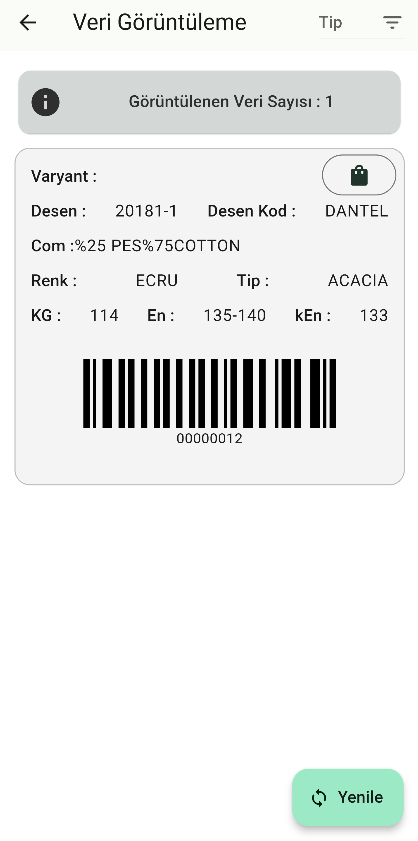 Veri Görüntüleme Tip
Görüntülenen Veri Sayısı : 1
Varyant :
Desen : 20181-1 Desen Kod : DANTEL
Com :%25 PES%75COTTON
Renk : ECRU Tip : ACACIA
KG : 114 En : 135-140 kEn : 133
00000012
Yenile